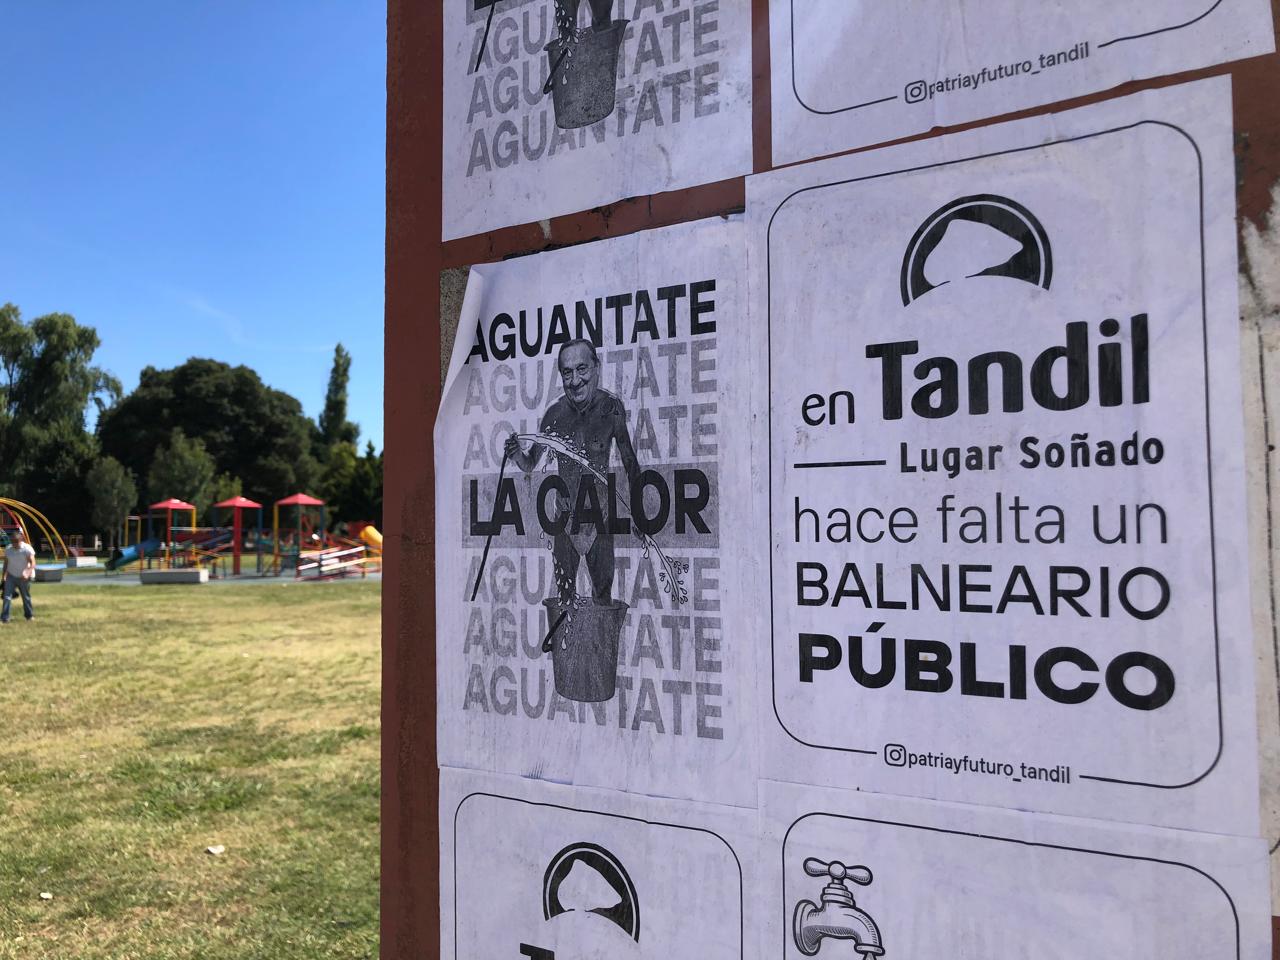 AGUANTATE
AGUANTATE
AGUANTATE
@patriayfuturo_tandil
AGUANTATE
AGUANTATE
AGUANTATE
AGUANTATE
LA CALOR
AGUANTATE
AGUANTATE
AGUANTATE
en Tandil
Lugar Soñado
hace falta un
BALNEARIO
PÚBLICO
@patriayfuturo_tandil